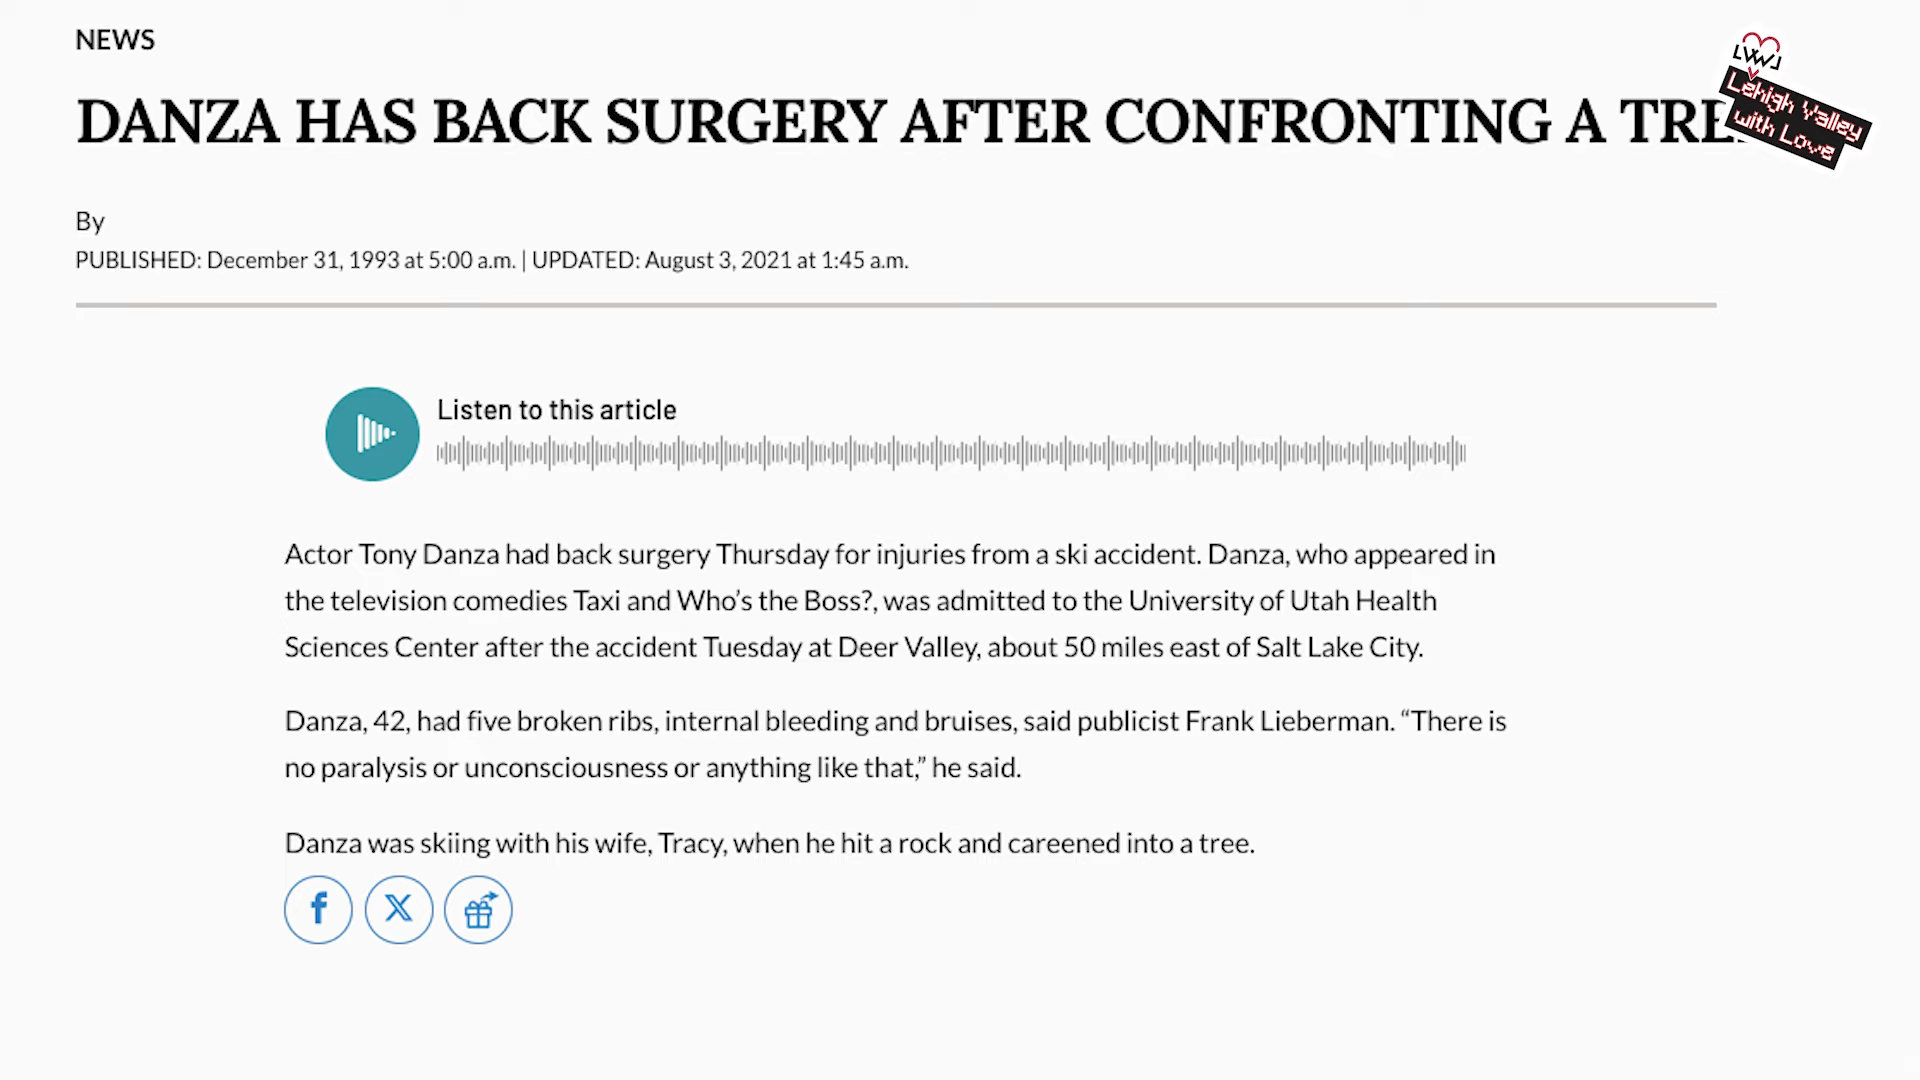 NEWS
DANZA HAS BACK SURGERY AFTER CONFRONTING A
LVWL
Lehigh Valley
with Love
By
PUBLISHED: December 31, 1993 at 5:00 a.m. | UPDATED: August 3, 2021 at 1:45 a.m.
Listen to this article
Actor Tony Danza had back surgery Thursday for injuries from a ski accident. Danza, who appeared in
the television comedies Taxi and Who’s the Boss?, was admitted to the University of Utah Health
Sciences Center after the accident Tuesday at Deer Valley, about 50 miles east of Salt Lake City.
Danza, 42, had five broken ribs, internal bleeding and bruises, said publicist Frank Lieberman. “There is
no paralysis or unconsciousness or anything like that,” he said.
Danza was skiing with his wife, Tracy, when he hit a rock and careened into a tree.